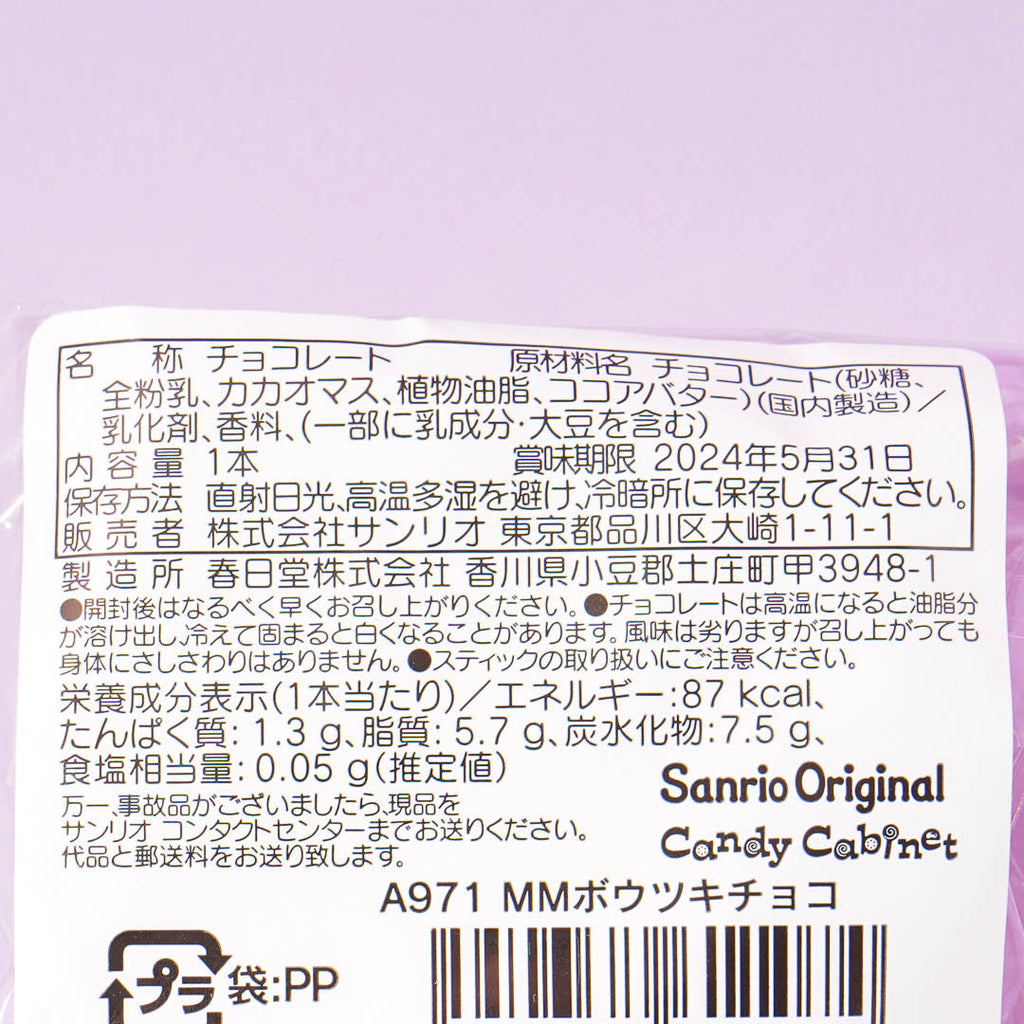 名称 チョコレート 原材料名 チョコレート(砂糖、
全粉乳、カカオマス、植物油脂、ココアバター)(国内製造)／
乳化剤、香料、(一部に乳成分・大豆を含む)
内容量 1本 賞味期限 2024年5月31日
保存方法 直射日光、高温多湿を避け、冷暗所に保存してください。
販売者 株式会社サンリオ 東京都品川区大崎1-11-1
製造所 春日堂株式会社 香川県小豆郡土庄町甲3948-1
●開封後はなるべく早くお召し上がりください。●チョコレートは高温になると油脂分
が溶け出し、冷えて固まると白くなることがあります。風味は劣りますが召し上がっても
身体にさしさわりはありません。●スティックの取り扱いにご注意ください。
栄養成分表示(1本当たり)／エネルギー:87 kcal、
たんぱく質:1.3 g、脂質:5.7 g、炭水化物:7.5 g、
食塩相当量:0.05 g(推定値)
万一、事故品がございましたら、現品を
サンリオ コンタクトセンターまでお送りください。
代品と郵送料をお送り致します。
Sanrio Original
Candy Cabinet
A971 MMボウツキチョコ
プラ 袋:PP